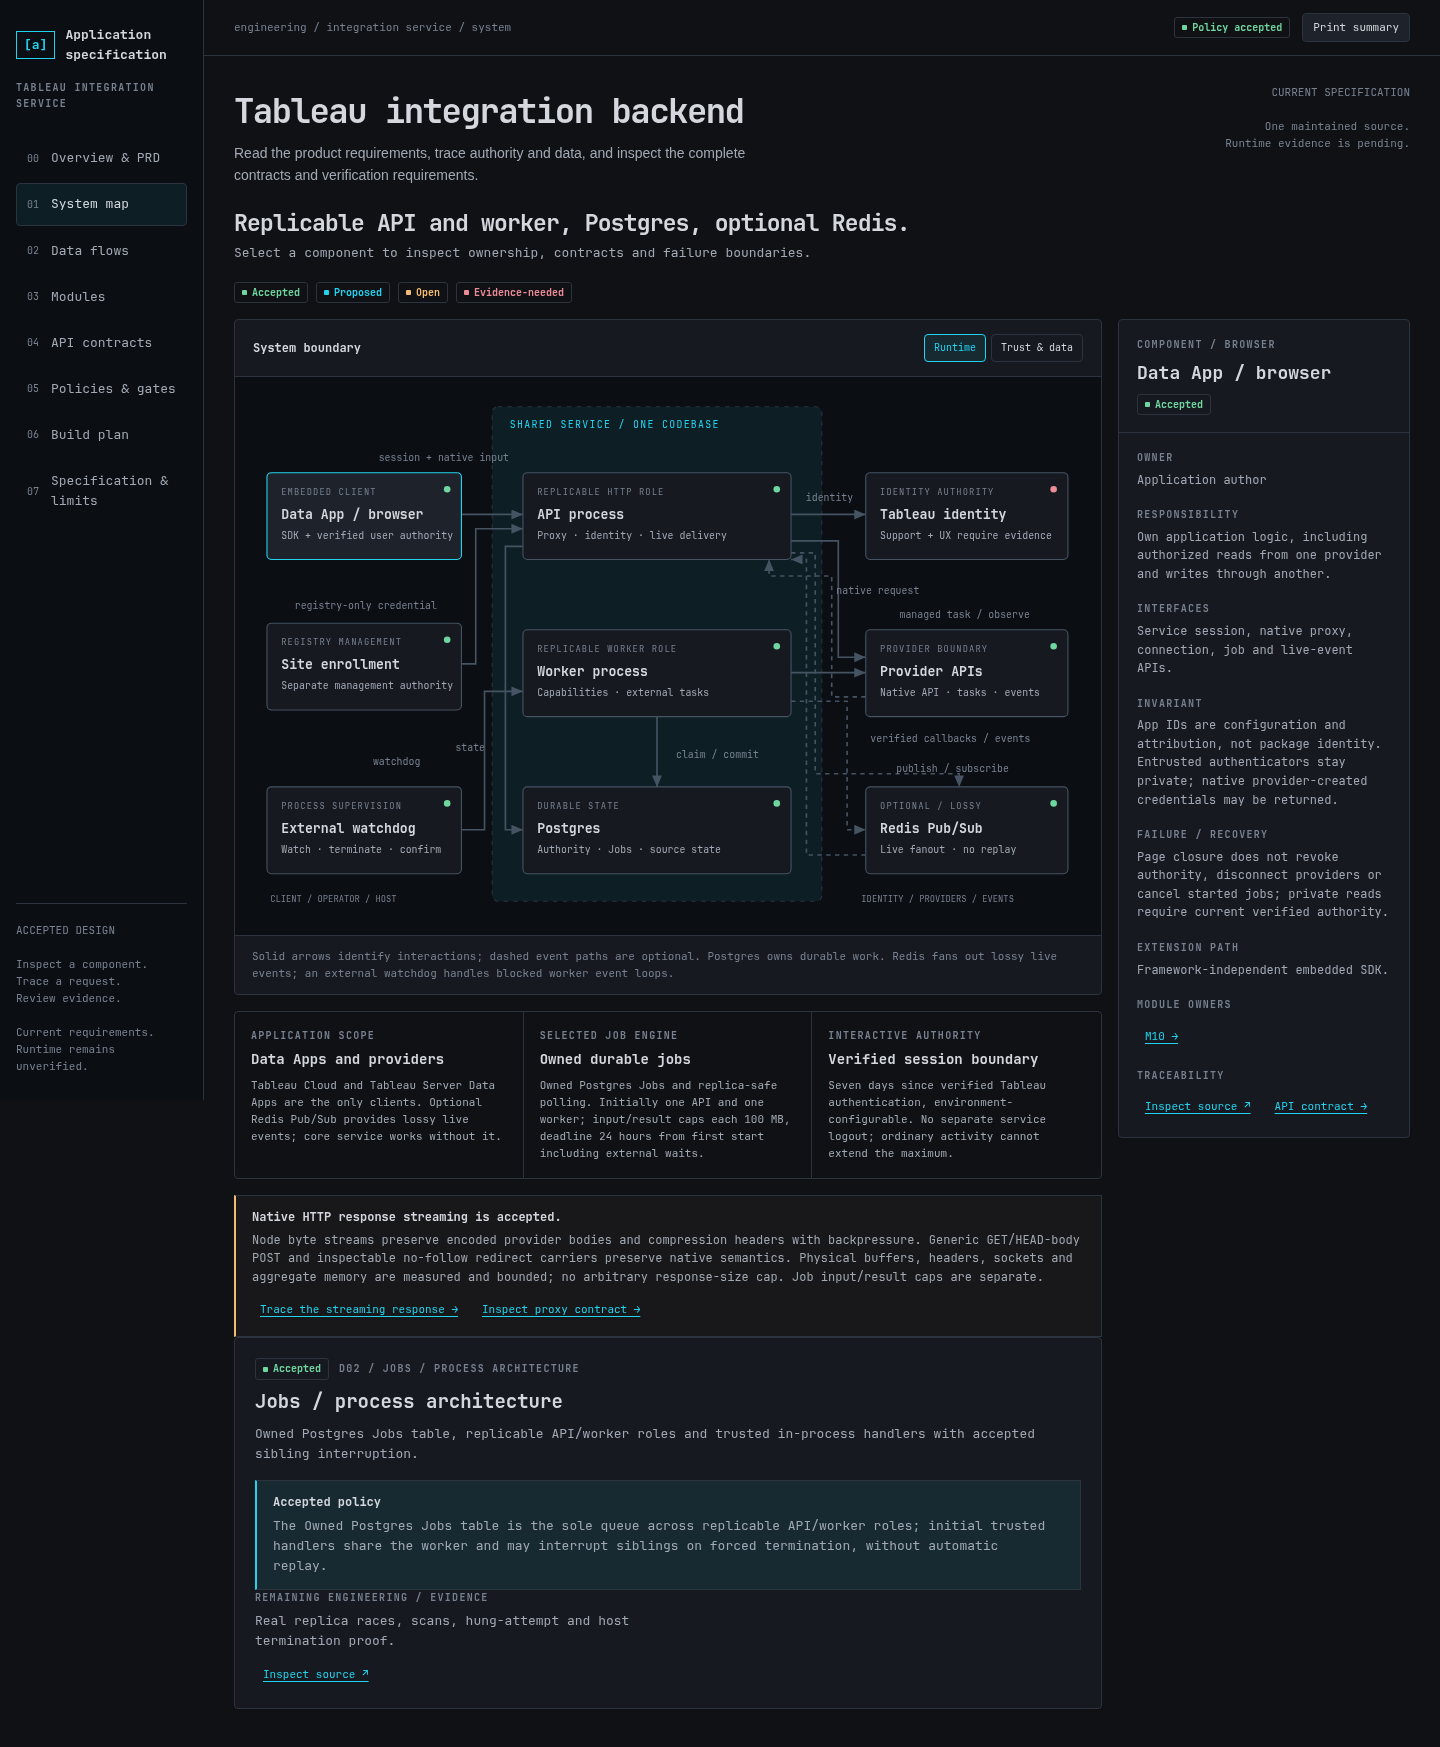 [a] Application
specification
TABLEAU INTEGRATION
SERVICE
00 Overview & PRD
01 System map
02 Data flows
03 Modules
04 API contracts
05 Policies & gates
06 Build plan
07 Specification &
limits
ACCEPTED DESIGN
Inspect a component.
Trace a request.
Review evidence.
Current requirements.
Runtime remains
unverified.
engineering / integration service / system
Policy accepted
Print summary
Tableau integration backend
Read the product requirements, trace authority and data, and inspect the complete
contracts and verification requirements.
CURRENT SPECIFICATION
One maintained source.
Runtime evidence is pending.
Replicable API and worker, Postgres, optional Redis.
Select a component to inspect ownership, contracts and failure boundaries.
Accepted Proposed Open Evidence-needed
System boundary
Runtime Trust & data
SHARED SERVICE / ONE CODEBASE
session + native input
EMBEDDED CLIENT
Data App / browser
SDK + verified user authority
REPLICABLE HTTP ROLE
API process
Proxy · identity · live delivery
identity
IDENTITY AUTHORITY
Tableau identity
Support + UX require evidence
native request
registry-only credential
managed task / observe
REGISTRY MANAGEMENT
Site enrollment
Separate management authority
REPLICABLE WORKER ROLE
Worker process
Capabilities · external tasks
PROVIDER BOUNDARY
Provider APIs
Native API · tasks · events
verified callbacks / events
state
watchdog
claim / commit
publish / subscribe
PROCESS SUPERVISION
External watchdog
Watch · terminate · confirm
DURABLE STATE
Postgres
Authority · Jobs · source state
OPTIONAL / LOSSY
Redis Pub/Sub
Live fanout · no replay
CLIENT / OPERATOR / HOST
IDENTITY / PROVIDERS / EVENTS
Solid arrows identify interactions; dashed event paths are optional. Postgres owns durable work. Redis fans out lossy live
events; an external watchdog handles blocked worker event loops.
COMPONENT / BROWSER
Data App / browser
Accepted
OWNER
Application author
RESPONSIBILITY
Own application logic, including
authorized reads from one provider
and writes through another.
INTERFACES
Service session, native proxy,
connection, job and live-event
APIs.
INVARIANT
App IDs are configuration and
attribution, not package identity.
Entrusted authenticators stay
private; native provider-created
credentials may be returned.
FAILURE / RECOVERY
Page closure does not revoke
authority, disconnect providers or
cancel started jobs; private reads
require current verified authority.
EXTENSION PATH
Framework-independent embedded SDK.
MODULE OWNERS
M10 →
TRACEABILITY
Inspect source ↗ API contract →
APPLICATION SCOPE
Data Apps and providers
Tableau Cloud and Tableau Server Data
Apps are the only clients. Optional
Redis Pub/Sub provides lossy live
events; core service works without it.
SELECTED JOB ENGINE
Owned durable jobs
Owned Postgres Jobs and replica-safe
polling. Initially one API and one
worker; input/result caps each 100 MB,
deadline 24 hours from first start
including external waits.
INTERACTIVE AUTHORITY
Verified session boundary
Seven days since verified Tableau
authentication, environment-
configurable. No separate service
logout; ordinary activity cannot
extend the maximum.
Native HTTP response streaming is accepted.
Node byte streams preserve encoded provider bodies and compression headers with backpressure. Generic GET/HEAD-body
POST and inspectable no-follow redirect carriers preserve native semantics. Physical buffers, headers, sockets and
aggregate memory are measured and bounded; no arbitrary response-size cap. Job input/result caps are separate.
Trace the streaming response → Inspect proxy contract →
Accepted D02 / JOBS / PROCESS ARCHITECTURE
Jobs / process architecture
Owned Postgres Jobs table, replicable API/worker roles and trusted in-process handlers with accepted
sibling interruption.
Accepted policy
The Owned Postgres Jobs table is the sole queue across replicable API/worker roles; initial trusted
handlers share the worker and may interrupt siblings on forced termination, without automatic
replay.
REMAINING ENGINEERING / EVIDENCE
Real replica races, scans, hung-attempt and host
termination proof.
Inspect source ↗